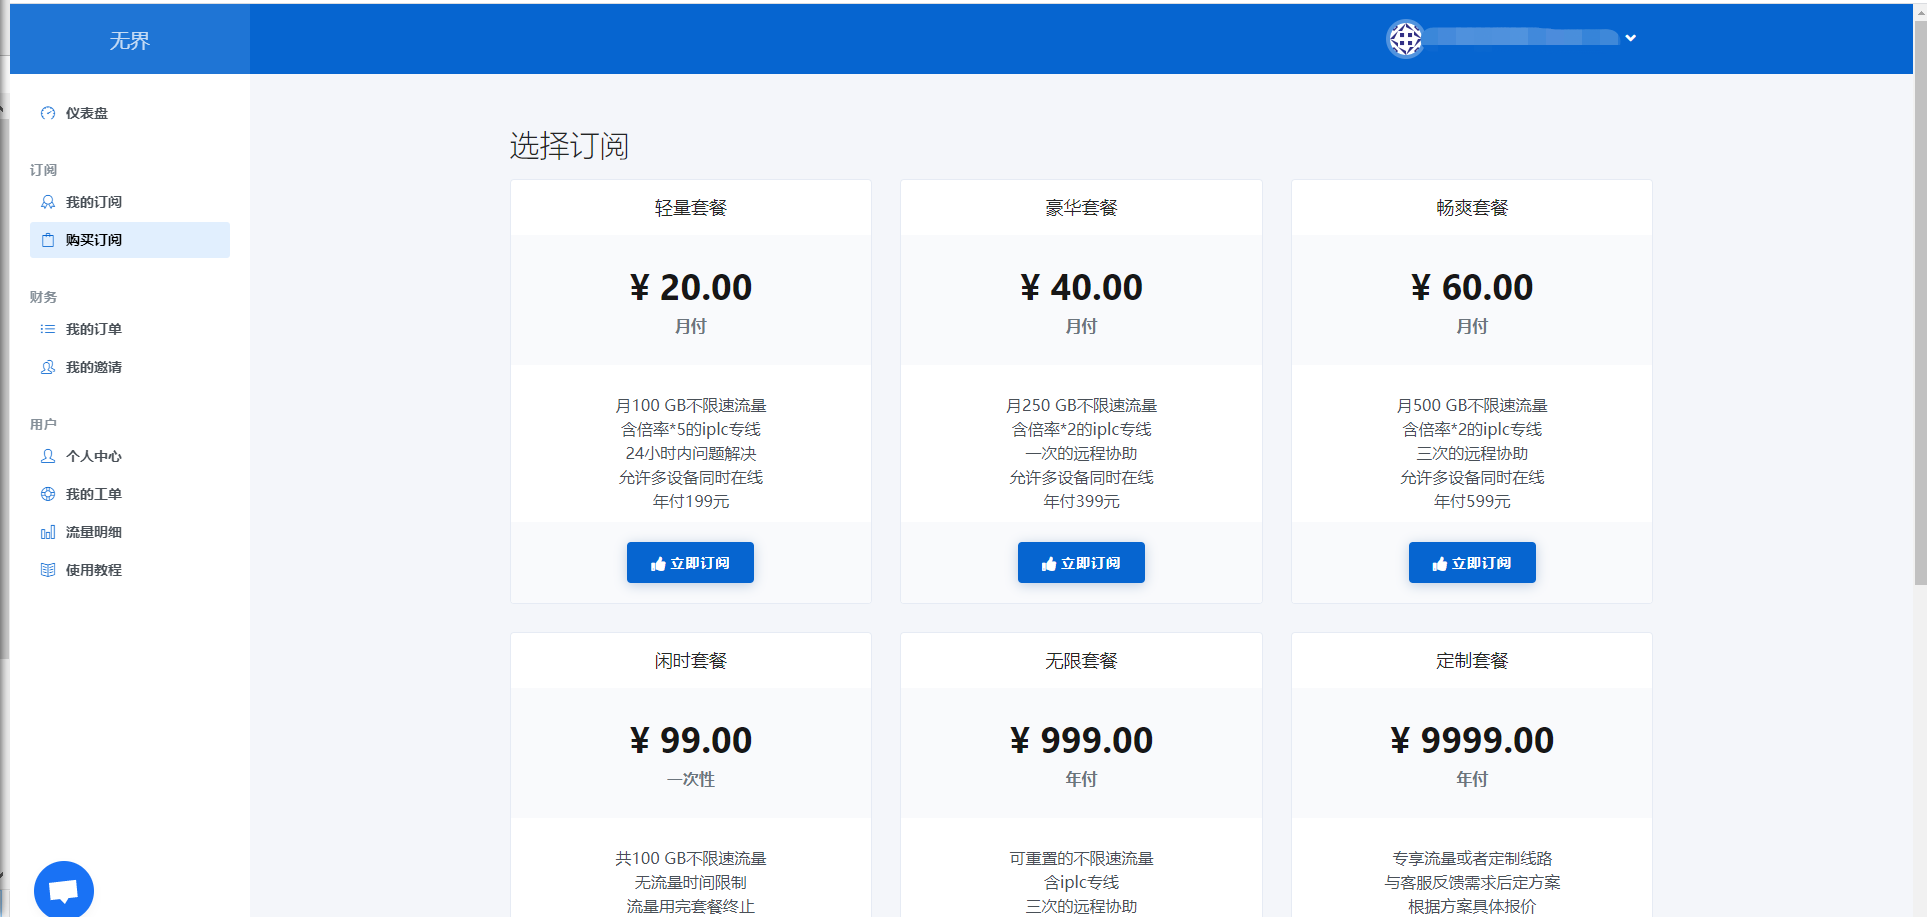 无界
仪表盘
订阅
我的订阅
购买订阅
财务
我的订单
我的邀请
用户
个人中心
我的工单
流量明细
使用教程
选择订阅
轻量套餐
¥ 20.00
月付
月100 GB不限速流量
含倍率*5的iplc专线
24小时内问题解决
允许多设备同时在线
年付199元
立即订阅
豪华套餐
¥ 40.00
月付
月250 GB不限速流量
含倍率*2的iplc专线
一次的远程协助
允许多设备同时在线
年付399元
立即订阅
畅爽套餐
¥ 60.00
月付
月500 GB不限速流量
含倍率*2的iplc专线
三次的远程协助
允许多设备同时在线
年付599元
立即订阅
闲时套餐
¥ 99.00
一次性
共100 GB不限速流量
无流量时间限制
流量用完套餐终止
无限套餐
¥ 999.00
年付
可重置的不限速流量
含iplc专线
三次的远程协助
定制套餐
¥ 9999.00
年付
专享流量或者定制线路
与客服反馈需求后定方案
根据方案具体报价